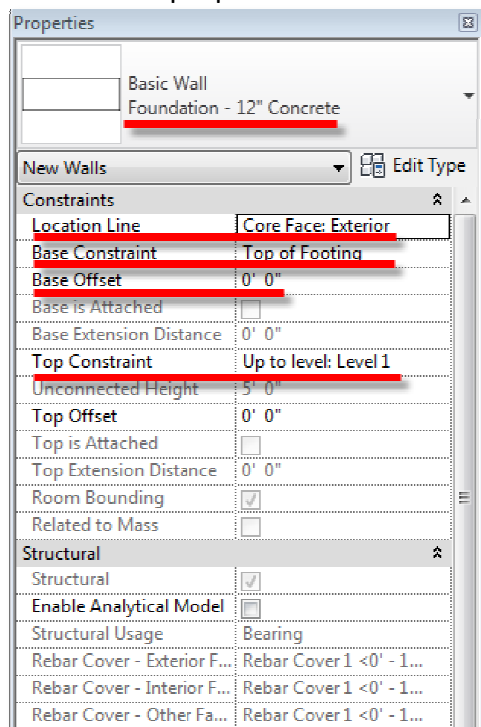 Properties
Basic Wall
Foundation - 12" Concrete
New Walls Edit Type
Constraints
Location Line Core Face: Exterior
Base Constraint Top of Footing
Base Offset 0' 0"
Base is Attached
Base Extension Distance 0' 0"
Top Constraint Up to level: Level 1
Unconnected Height 5' 0"
Top Offset 0' 0"
Top is Attached
Top Extension Distance 0' 0"
Room Bounding
Related to Mass
Structural
Structural
Enable Analytical Model
Structural Usage Bearing
Rebar Cover - Exterior F... Rebar Cover 1 <0' - 1...
Rebar Cover - Interior F... Rebar Cover 1 <0' - 1...
Rebar Cover - Other Fa... Rebar Cover 1 <0' - 1...